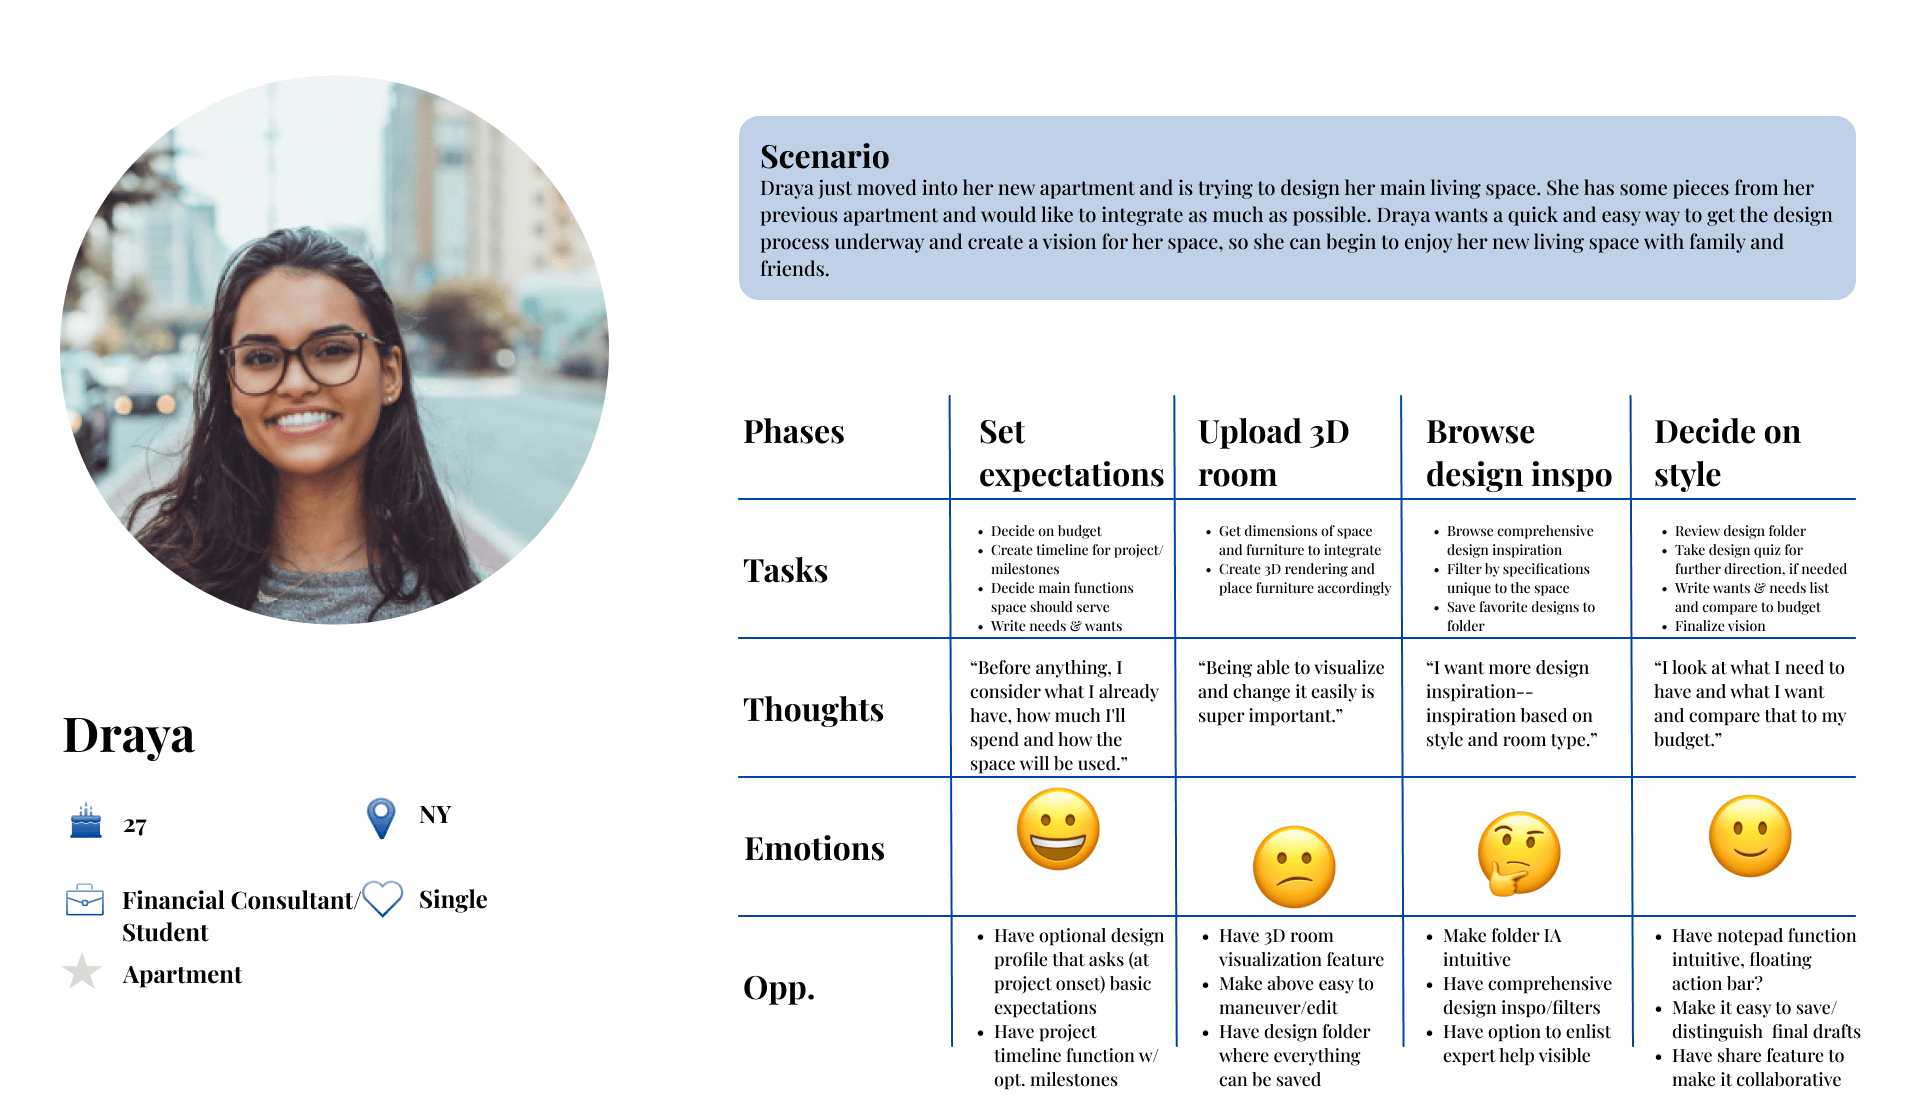 Scenario
Draya just moved into her new apartment and is trying to design her main living space. She has some pieces from her
previous apartment and would like to integrate as much as possible. Draya wants a quick and easy way to get the design
process underway and create a vision for her space, so she can begin to enjoy her new living space with family and
friends.
Draya
27
NY
Financial Consultant/
Student
Single
Apartment
Phases
Set
expectations
Upload 3D
room
Browse
design inspo
Decide on
style
Tasks
• Decide on budget
• Create timeline for project/
milestones
• Decide main functions
space should serve
• Write needs & wants
• Get dimensions of space
and furniture to integrate
• Create 3D rendering and
place furniture accordingly
• Browse comprehensive
design inspiration
• Filter by specifications
unique to the space
• Save favorite designs to
folder
• Review design folder
• Take design quiz for
further direction, if needed
• Write wants & needs list
and compare to budget
• Finalize vision
Thoughts
“Before anything, I
consider what I already
have, how much I'll
spend and how the
space will be used.”
“Being able to visualize
and change it easily is
super important.”
“I want more design
inspiration--
inspiration based on
style and room type.”
“I look at what I need to
have and what I want
and compare that to my
budget.”
Emotions
Opp.
• Have optional design
profile that asks (at
project onset) basic
expectations
• Have project
timeline function w/
opt. milestones
• Have 3D room
visualization feature
• Make above easy to
maneuver/edit
• Have design folder
where everything
can be saved
• Make folder IA
intuitive
• Have comprehensive
design inspo/filters
• Have option to enlist
expert help visible
• Have notepad function
intuitive, floating
action bar?
• Make it easy to save/
distinguish  final drafts
• Have share feature to
make it collaborative